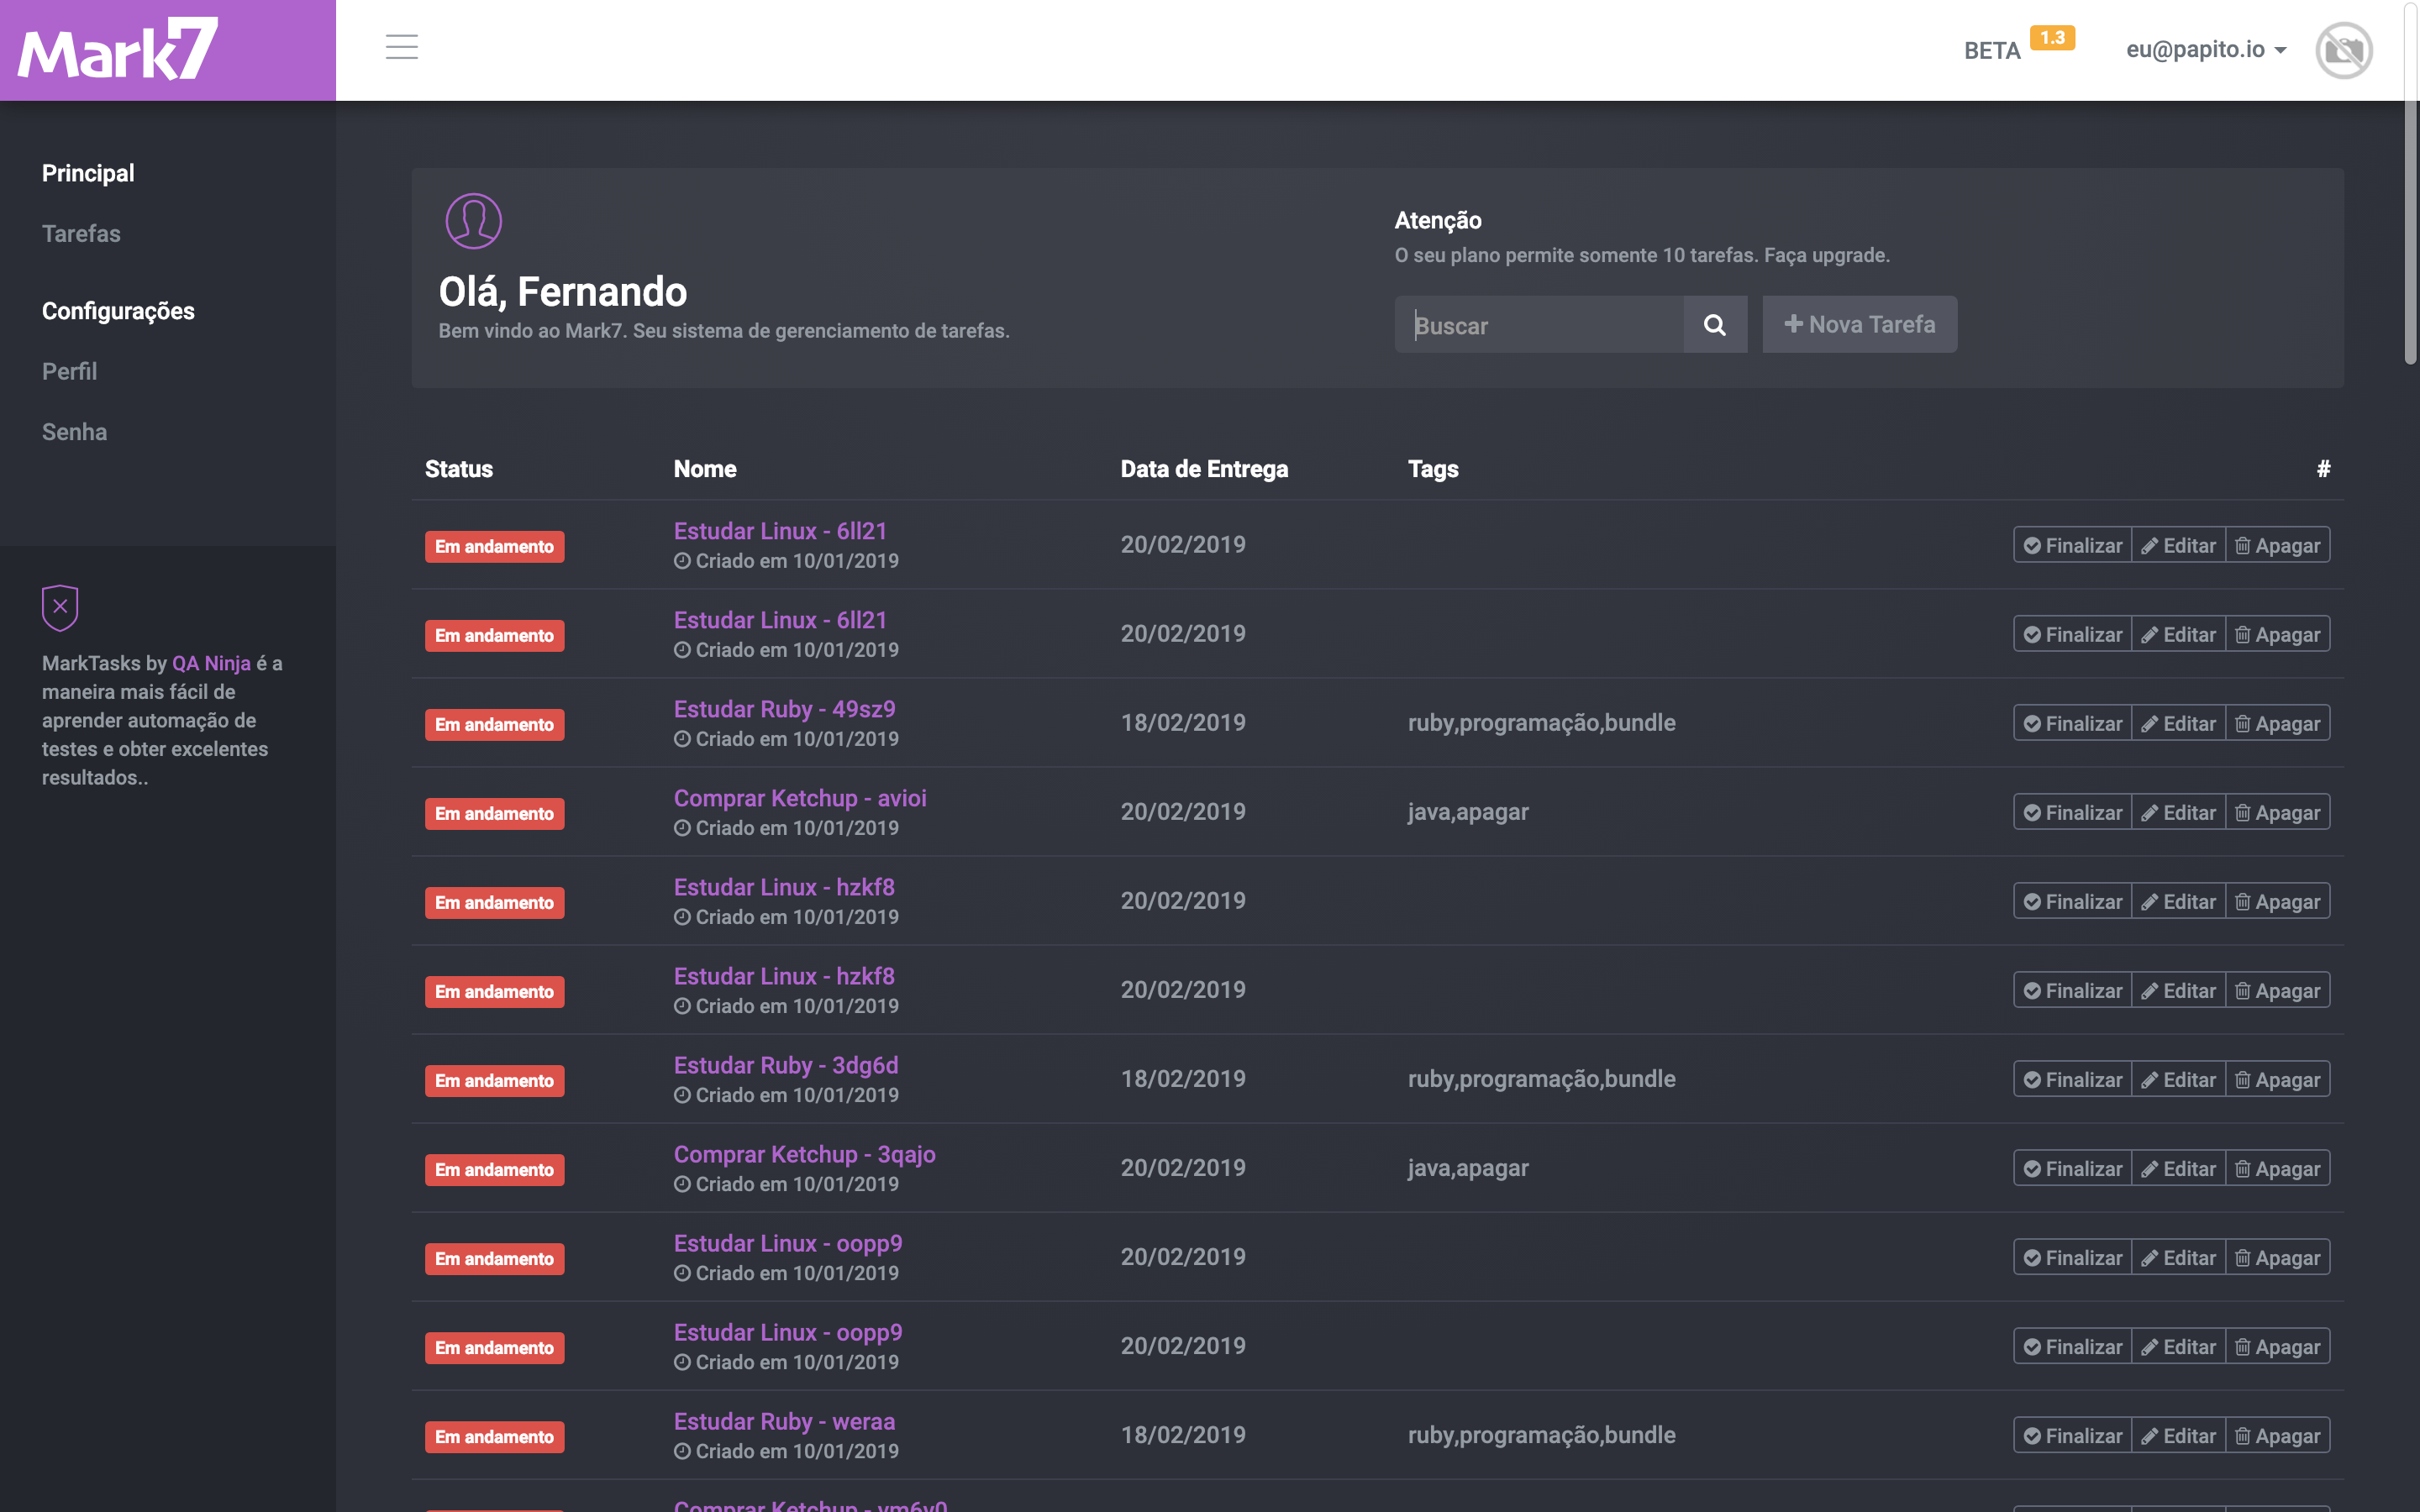 Mark7
BETA 1.3 eu@papito.io
Principal
Tarefas
Configurações
Perfil
Senha
MarkTasks by QA Ninja é a
maneira mais fácil de
aprender automação de
testes e obter excelentes
resultados..
Olá, Fernando
Bem vindo ao Mark7. Seu sistema de gerenciamento de tarefas.
Atenção
O seu plano permite somente 10 tarefas. Faça upgrade.
Buscar Nova Tarefa
Status Nome Data de Entrega Tags #
Em andamento Estudar Linux - 6ll21 20/02/2019 Finalizar Editar Apagar
Criado em 10/01/2019
Em andamento Estudar Linux - 6ll21 20/02/2019 Finalizar Editar Apagar
Criado em 10/01/2019
Em andamento Estudar Ruby - 49sz9 18/02/2019 ruby,programação,bundle Finalizar Editar Apagar
Criado em 10/01/2019
Em andamento Comprar Ketchup - avioi 20/02/2019 java,apagar Finalizar Editar Apagar
Criado em 10/01/2019
Em andamento Estudar Linux - hzkf8 20/02/2019 Finalizar Editar Apagar
Criado em 10/01/2019
Em andamento Estudar Linux - hzkf8 20/02/2019 Finalizar Editar Apagar
Criado em 10/01/2019
Em andamento Estudar Ruby - 3dg6d 18/02/2019 ruby,programação,bundle Finalizar Editar Apagar
Criado em 10/01/2019
Em andamento Comprar Ketchup - 3qajo 20/02/2019 java,apagar Finalizar Editar Apagar
Criado em 10/01/2019
Em andamento Estudar Linux - oopp9 20/02/2019 Finalizar Editar Apagar
Criado em 10/01/2019
Em andamento Estudar Linux - oopp9 20/02/2019 Finalizar Editar Apagar
Criado em 10/01/2019
Em andamento Estudar Ruby - weraa 18/02/2019 ruby,programação,bundle Finalizar Editar Apagar
Criado em 10/01/2019
Comprar Ketchup -